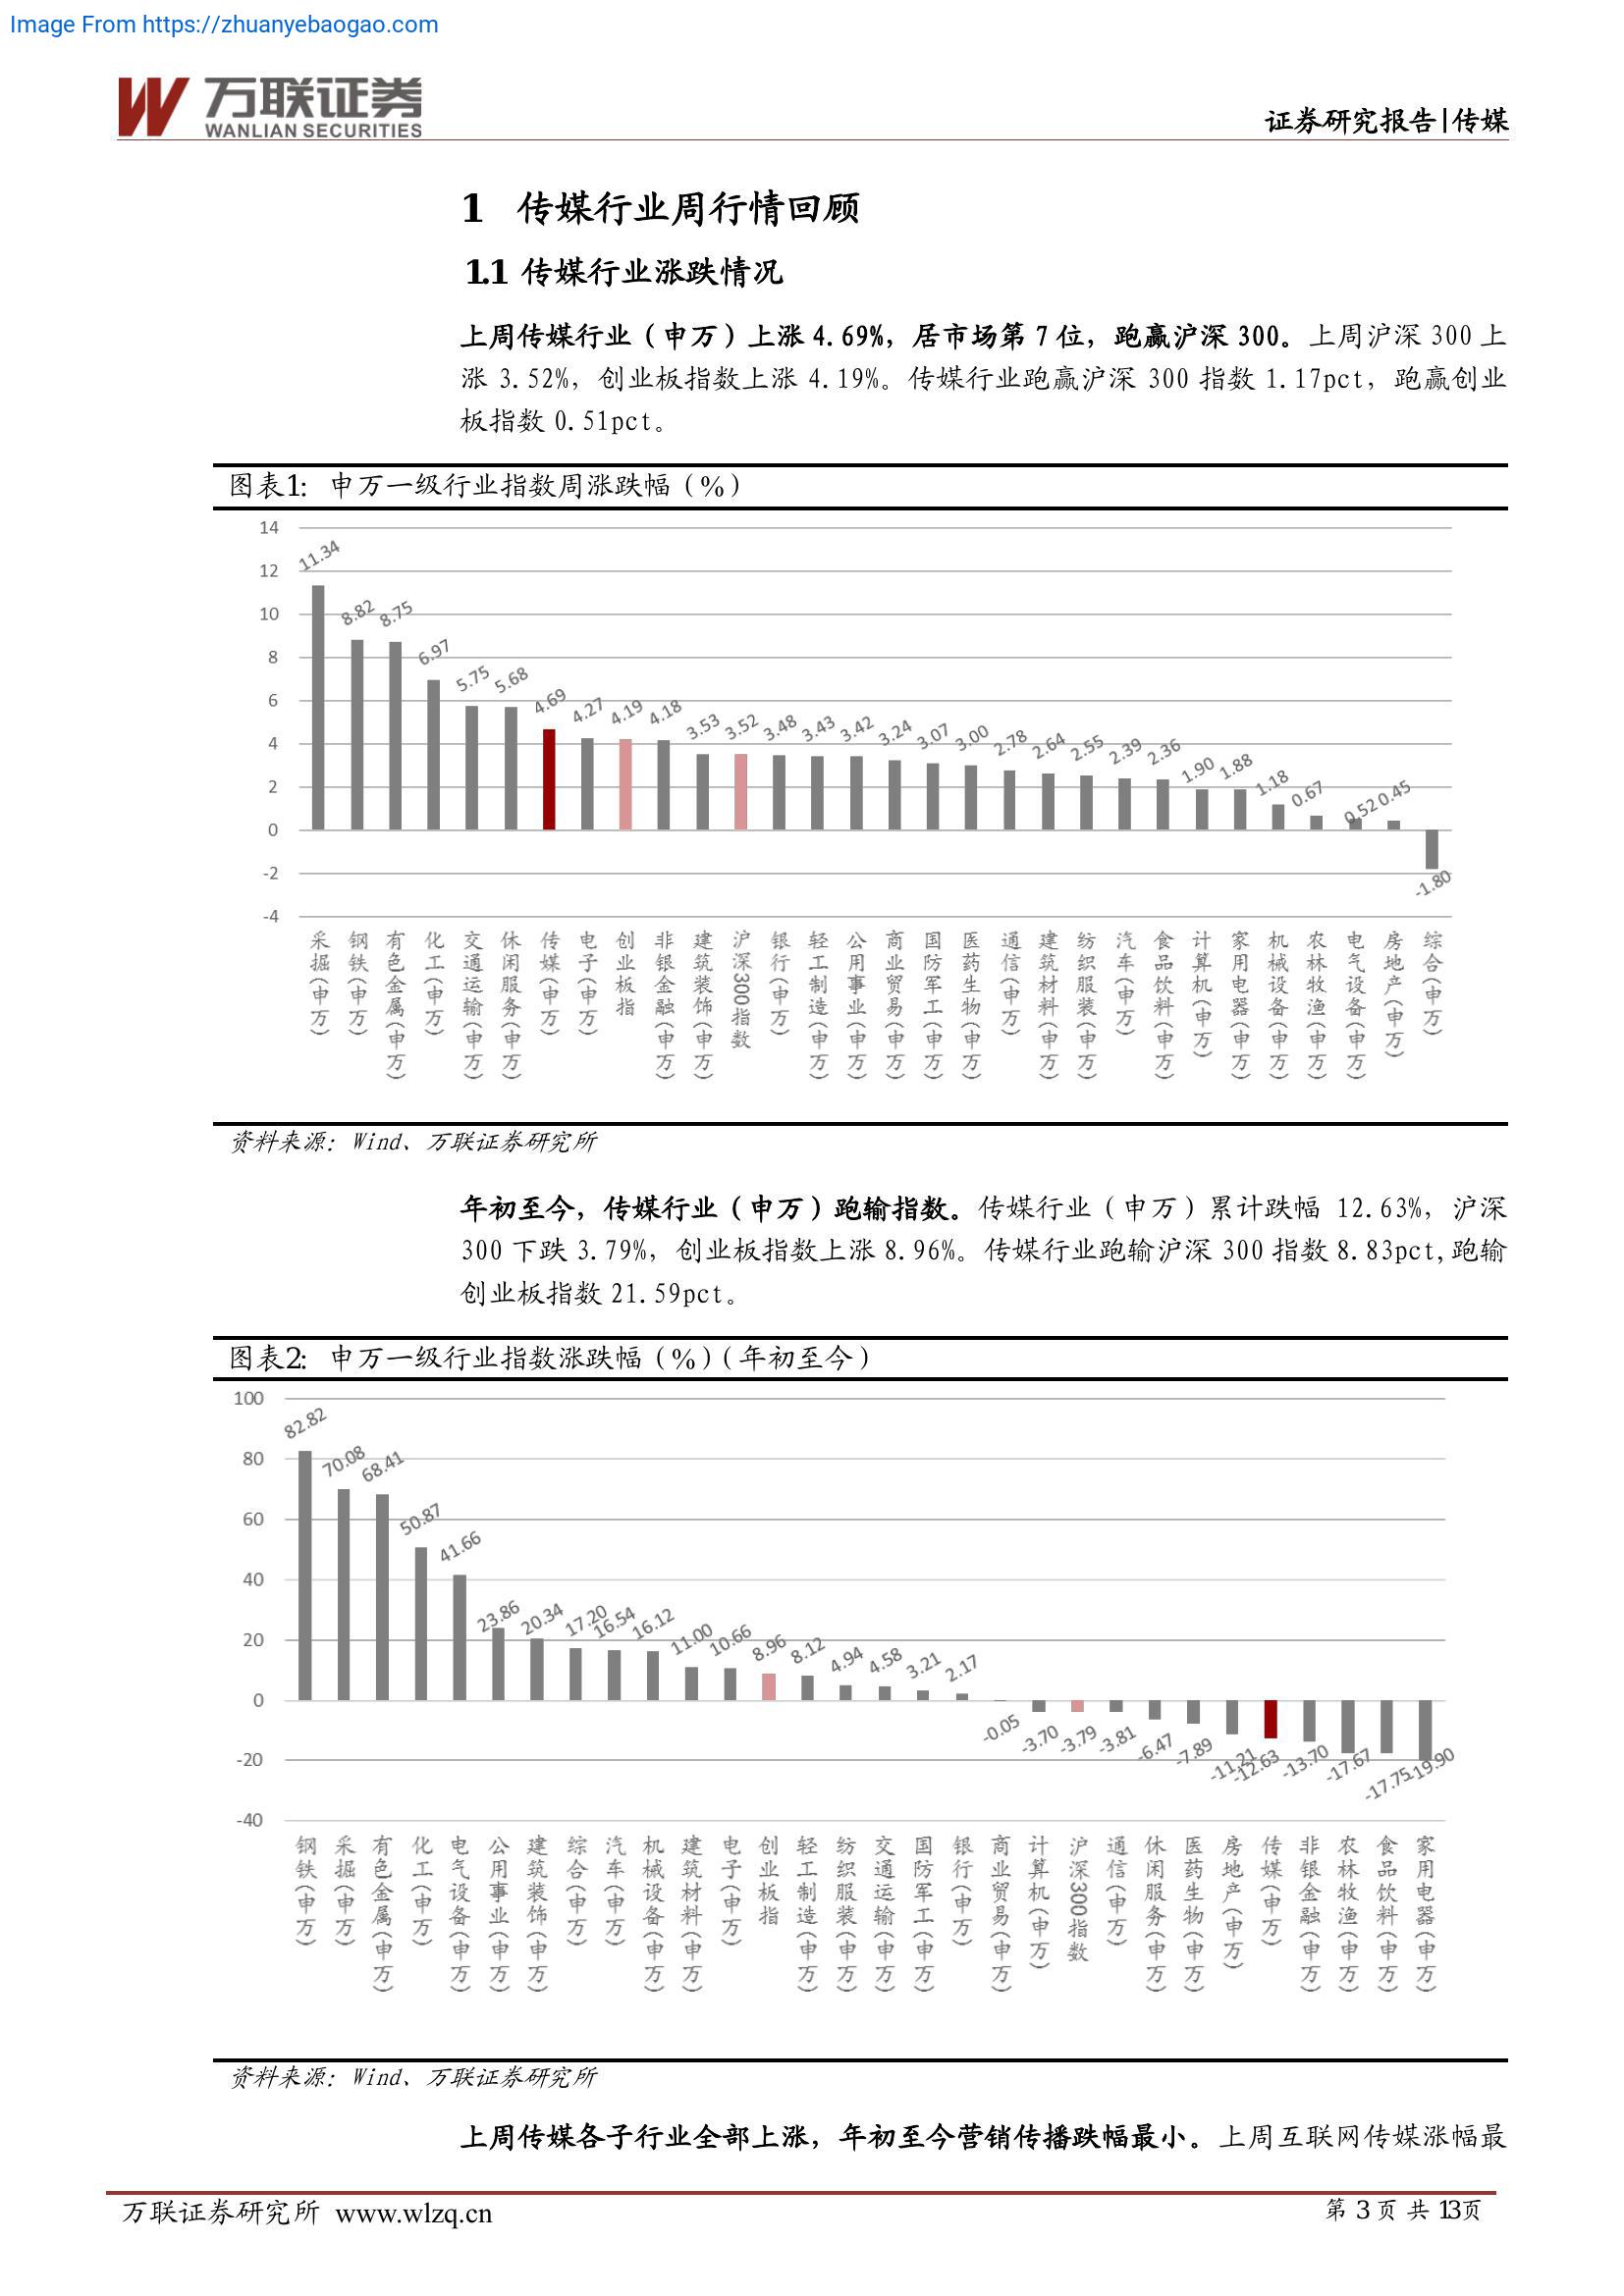 Image From https://zhuanyebaogao.com
万联证券
WANLIAN SECURITIES
证券研究报告|传媒
1 传媒行业周行情回顾
1.1 传媒行业涨跌情况
上周传媒行业（申万）上涨 4.69%，居市场第 7 位，跑赢沪深 300。上周沪深 300 上
涨 3.52%，创业板指数上涨 4.19%。传媒行业跑赢沪深 300 指数 1.17pct，跑赢创业
板指数 0.51pct。
图表1: 申万一级行业指数周涨跌幅（%）
14
12
10
8
6
4
2
0
-2
-4
11.34
8.82
8.75
6.97
5.75
5.68
4.69
4.27
4.19
4.18
3.53
3.52
3.48
3.43
3.42
3.24
3.07
3.00
2.78
2.64
2.55
2.39
2.36
1.90
1.88
1.18
0.67
0.52
0.45
-1.80
采掘(申万)
钢铁(申万)
有色金属(申万)
化工(申万)
交通运输(申万)
休闲服务(申万)
传媒(申万)
电子(申万)
创业板指
非银金融(申万)
建筑装饰(申万)
沪深300指数
银行(申万)
轻工制造(申万)
公用事业(申万)
商业贸易(申万)
国防军工(申万)
医药生物(申万)
通信(申万)
建筑材料(申万)
纺织服装(申万)
汽车(申万)
食品饮料(申万)
计算机(申万)
家用电器(申万)
机械设备(申万)
农林牧渔(申万)
电气设备(申万)
房地产(申万)
综合(申万)
资料来源：Wind、万联证券研究所
年初至今，传媒行业（申万）跑输指数。传媒行业（申万）累计跌幅 12.63%，沪深
300 下跌 3.79%，创业板指数上涨 8.96%。传媒行业跑输沪深 300 指数 8.83pct,跑输
创业板指数 21.59pct。
图表2: 申万一级行业指数涨跌幅（%）（年初至今）
100
80
60
40
20
0
-20
-40
82.82
70.08
68.41
50.87
41.66
23.86
20.34
17.20
16.54
16.12
11.00
10.66
8.96
8.12
4.94
4.58
3.21
2.17
-0.05
-3.70
-3.79
-3.81
-6.47
-7.89
-11.21
-12.63
-13.70
-17.67
-17.75
-19.90
钢铁(申万)
采掘(申万)
有色金属(申万)
化工(申万)
电气设备(申万)
公用事业(申万)
建筑装饰(申万)
综合(申万)
汽车(申万)
机械设备(申万)
建筑材料(申万)
电子(申万)
创业板指
轻工制造(申万)
纺织服装(申万)
交通运输(申万)
国防军工(申万)
银行(申万)
商业贸易(申万)
计算机(申万)
沪深300指数
通信(申万)
休闲服务(申万)
医药生物(申万)
房地产(申万)
传媒(申万)
非银金融(申万)
农林牧渔(申万)
食品饮料(申万)
家用电器(申万)
资料来源：Wind、万联证券研究所
上周传媒各子行业全部上涨，年初至今营销传播跌幅最小。上周互联网传媒涨幅最
万联证券研究所 www.wlzq.cn
第 3 页 共 13页